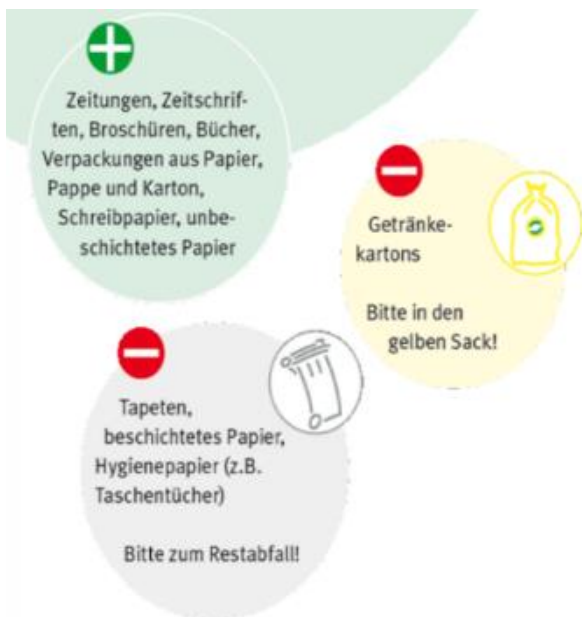 Zeitungen, Zeitschrif-
ten, Broschüren, Bücher,
Verpackungen aus Papier,
Pappe und Karton,
Schreibpapier, unbe-
schichtetes Papier
Getränke-
kartons
Bitte in den
gelben Sack!
Tapeten,
beschichtetes Papier,
Hygienepapier (z.B.
Taschentücher)
Bitte zum Restabfall!